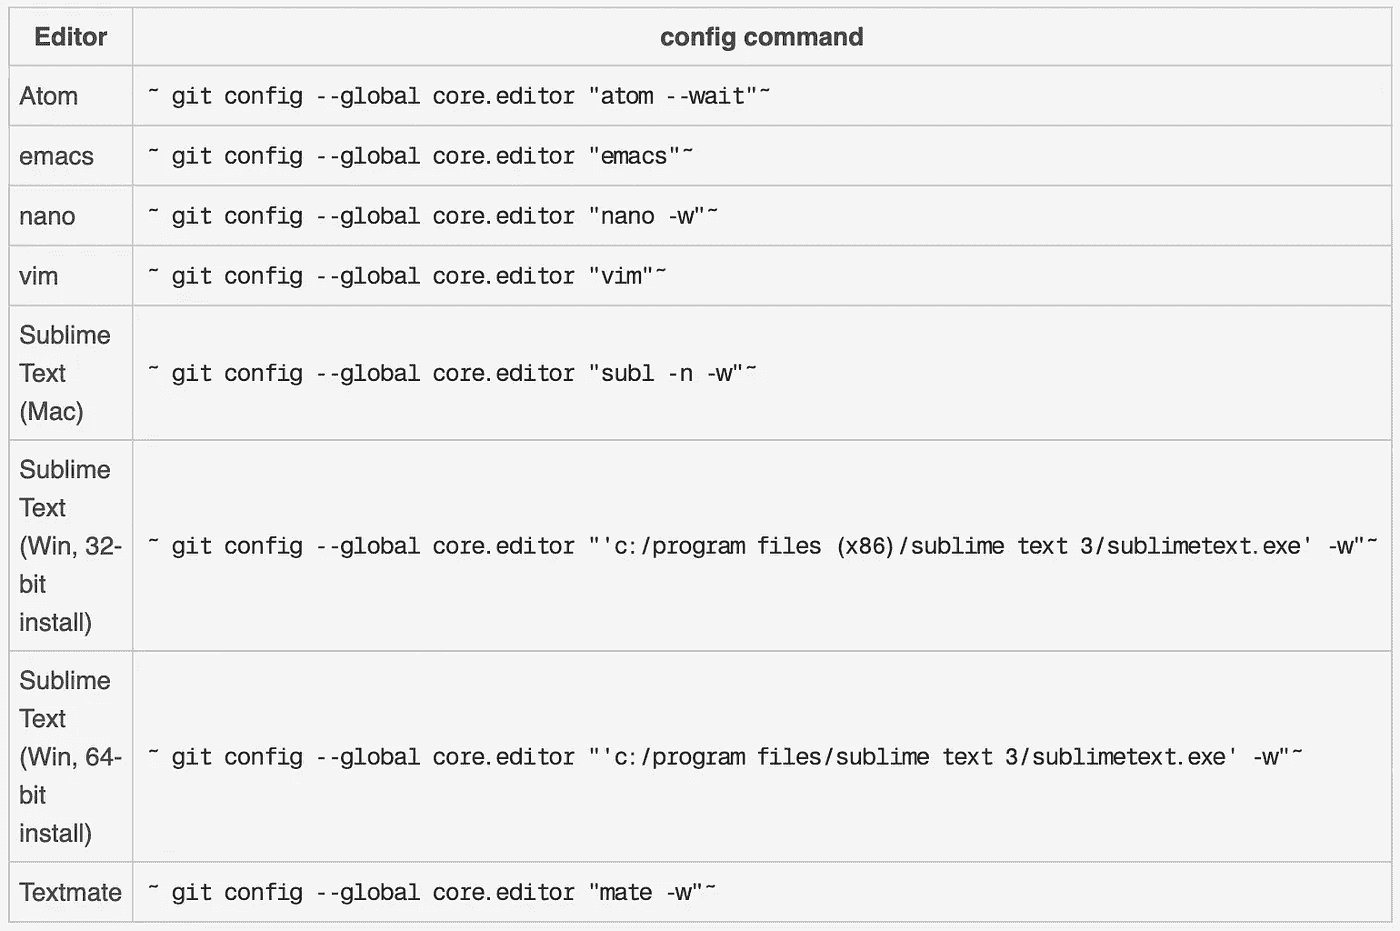 Editor config command
Atom ~ git config --global core.editor "atom --wait"~
emacs ~ git config --global core.editor "emacs"~
nano ~ git config --global core.editor "nano -w"~
vim ~ git config --global core.editor "vim"~
Sublime
Text
(Mac)
~ git config --global core.editor "subl -n -w"~
Sublime
Text
(Win, 32-
bit
install)
~ git config --global core.editor "'c:/program files (x86)/sublime text 3/sublimetext.exe' -w"~
Sublime
Text
(Win, 64-
bit
install)
~ git config --global core.editor "'c:/program files/sublime text 3/sublimetext.exe' -w"~
Textmate ~ git config --global core.editor "mate -w"~